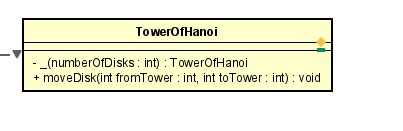 TowerOfHanoi
- _(numberOfDisks : int) : TowerOfHanoi
+ moveDisk(int fromTower : int, int toTower : int) : void